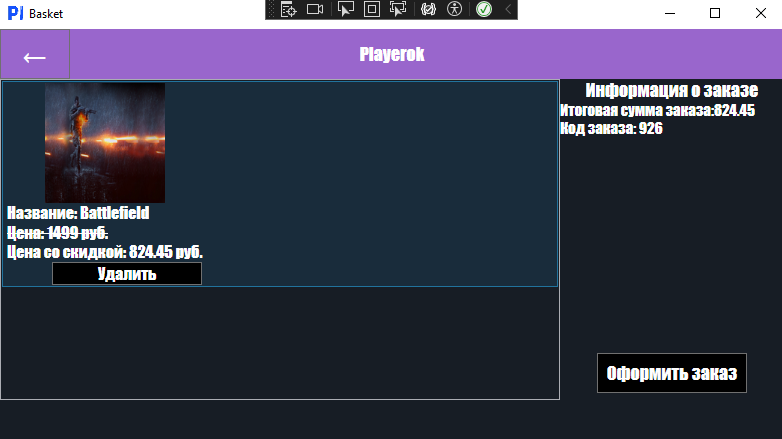 Pl Basket
Playerok
Информация о заказе
Итоговая сумма заказа:824.45
Код заказа: 926
Название: Battlefield
Цена: 1499 руб.
Цена со скидкой: 824.45 руб.
Удалить
Оформить заказ